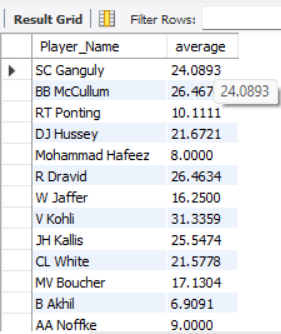 Result Grid Filter Rows:
Player_Name average
SC Ganguly 24.0893
BB McCullum 26.467 24.0893
RT Ponting 10.1111
DJ Hussey 21.6721
Mohammad Hafeez 8.0000
R Dravid 26.4634
W Jaffer 16.2500
V Kohli 31.3359
JH Kallis 25.5474
CL White 21.5778
MV Boucher 17.1304
B Akhil 6.9091
AA Noffke 9.0000